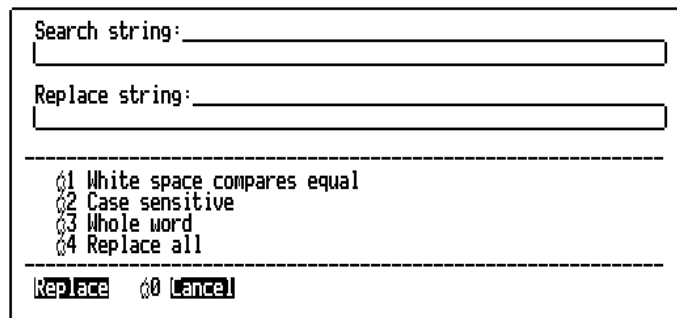 Search string:
Replace string:
1 White space compares equal
2 Case sensitive
3 Whole word
4 Replace all
Replace 0 Cancel